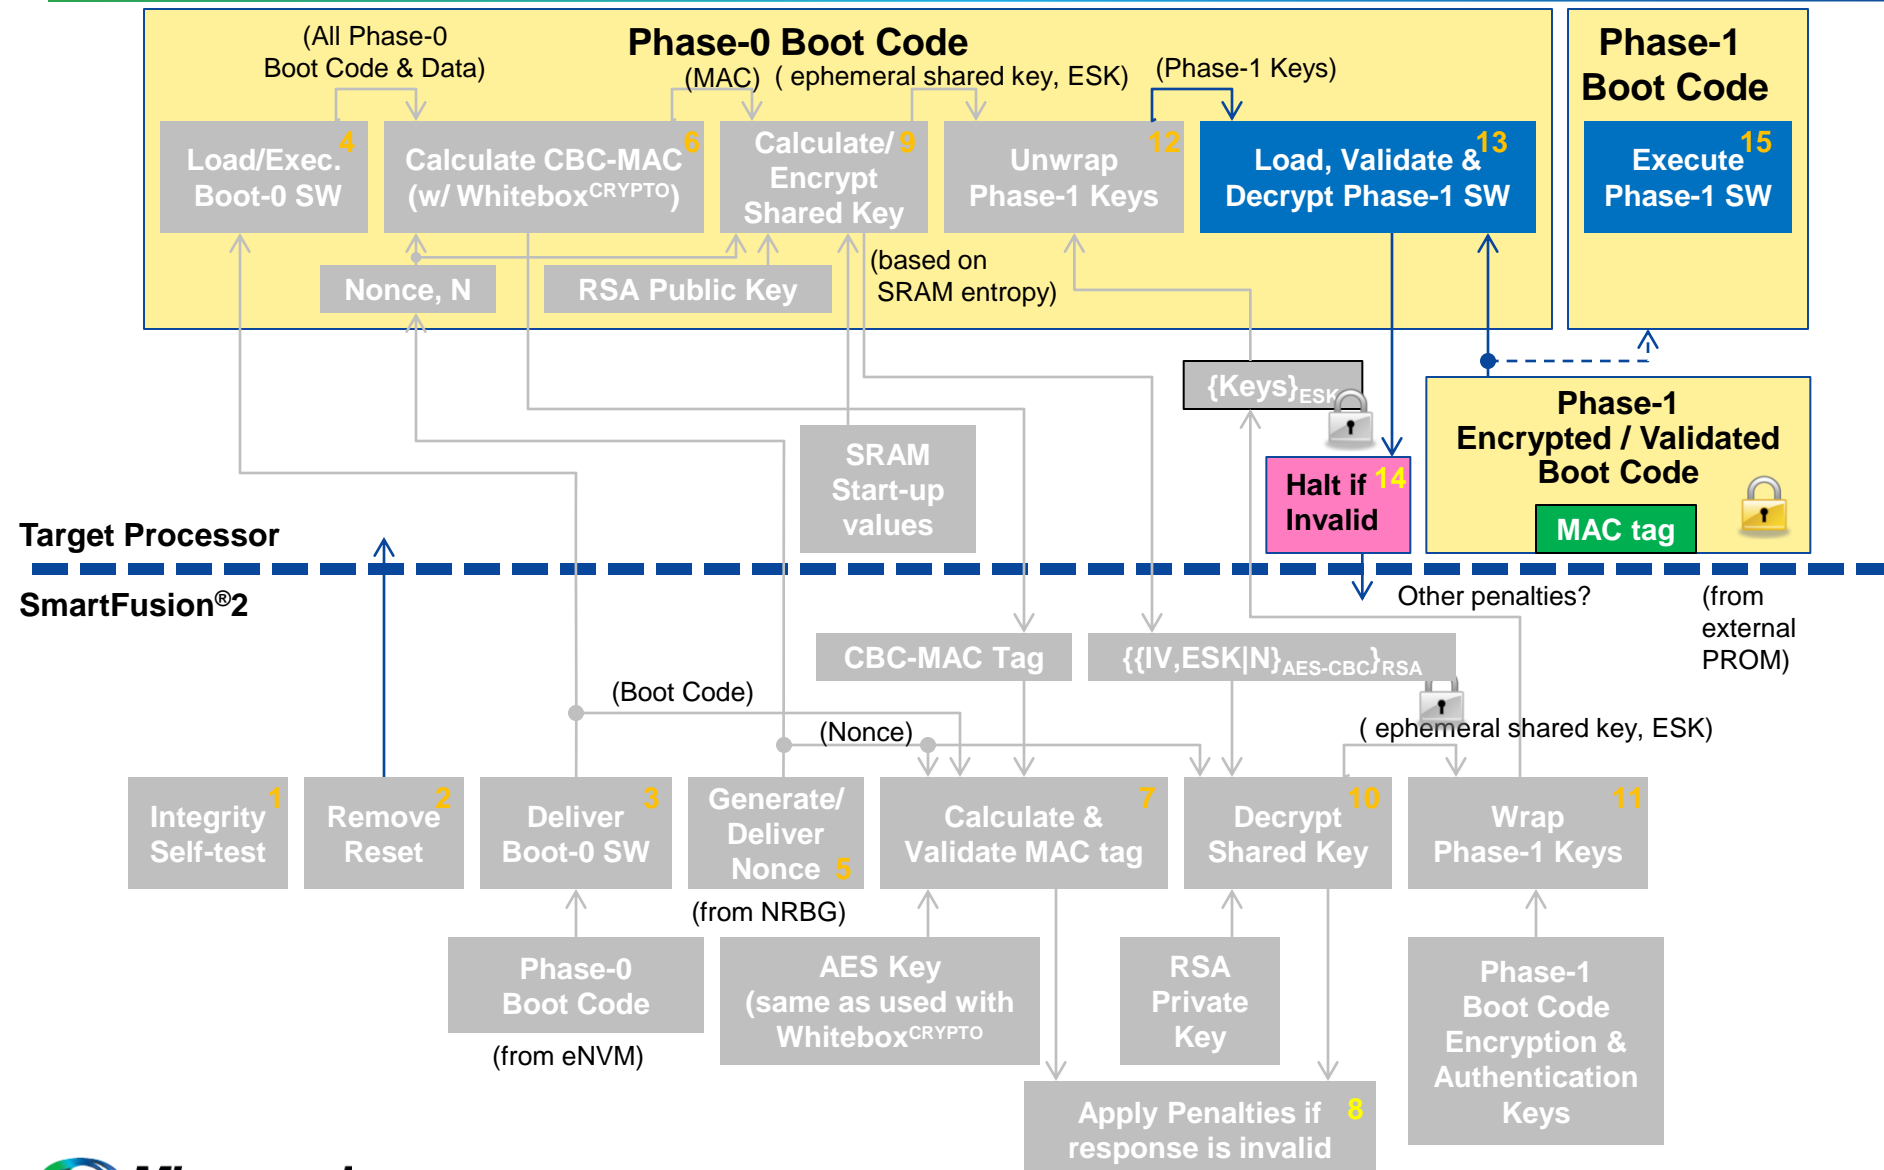 (All Phase-0
Boot Code & Data)
Phase-0 Boot Code
(MAC)
( ephemeral shared key, ESK)
(Phase-1 Keys)
Phase-1
Boot Code
4
Load/Exec.
Boot-0 SW
6
Calculate CBC-MAC
(w/ WhiteboxCRYPTO)
9
Calculate/
Encrypt
Shared Key
12
Unwrap
Phase-1 Keys
13
Load, Validate &
Decrypt Phase-1 SW
15
Execute
Phase-1 SW
Nonce, N
RSA Public Key
(based on
SRAM entropy)
{Keys}ESK
Phase-1
Encrypted / Validated
Boot Code
MAC tag
SRAM
Start-up
values
Halt if 14
Invalid
Target Processor
SmartFusion®2
Other penalties?
(from
external
PROM)
CBC-MAC Tag
{{IV,ESK|N}AES-CBC}RSA
(Boot Code)
(Nonce)
( ephemeral shared key, ESK)
1
Integrity
Self-test
2
Remove
Reset
3
Deliver
Boot-0 SW
Generate/
Deliver
Nonce 5
7
Calculate &
Validate MAC tag
10
Decrypt
Shared Key
11
Wrap
Phase-1 Keys
(from NRBG)
Phase-0
Boot Code
(from eNVM)
AES Key
(same as used with
WhiteboxCRYPTO
RSA
Private
Key
Phase-1
Boot Code
Encryption &
Authentication
Keys
Apply Penalties if 8
response is invalid